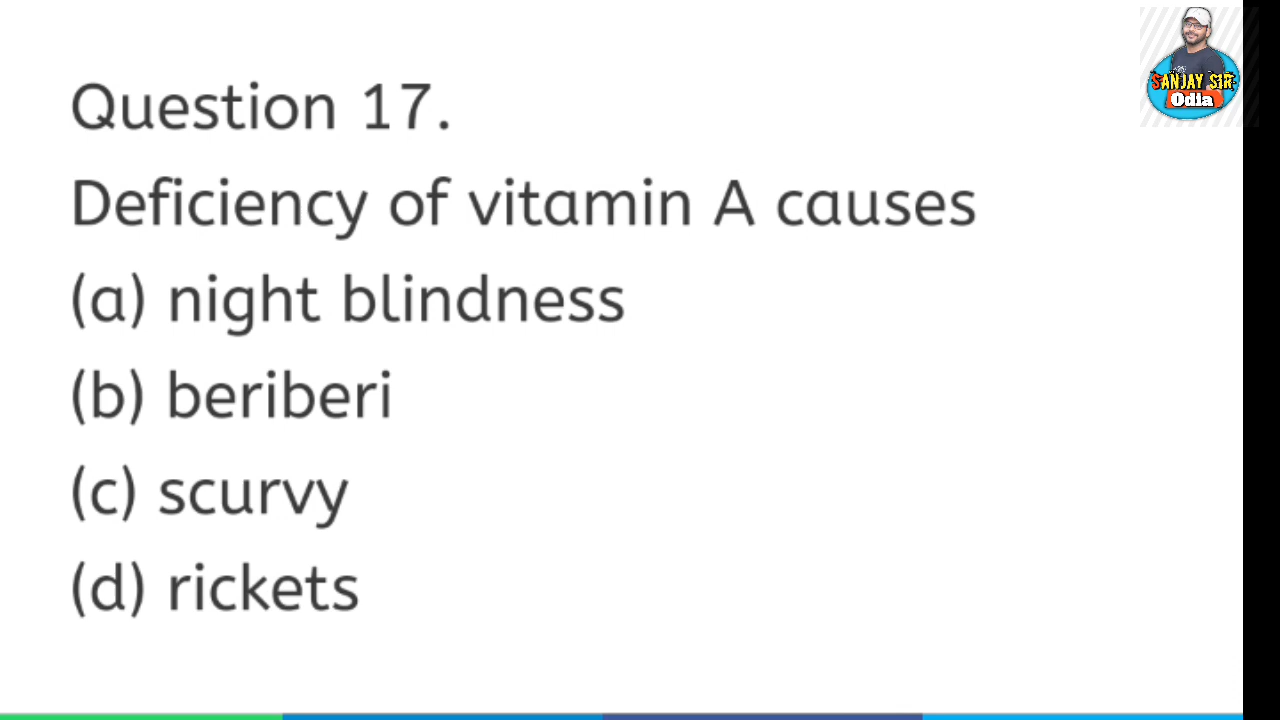 Question 17.
Deficiency of vitamin A causes
(a) night blindness
(b) beriberi
(c) scurvy
(d) rickets
SANJAY SIR
Odia